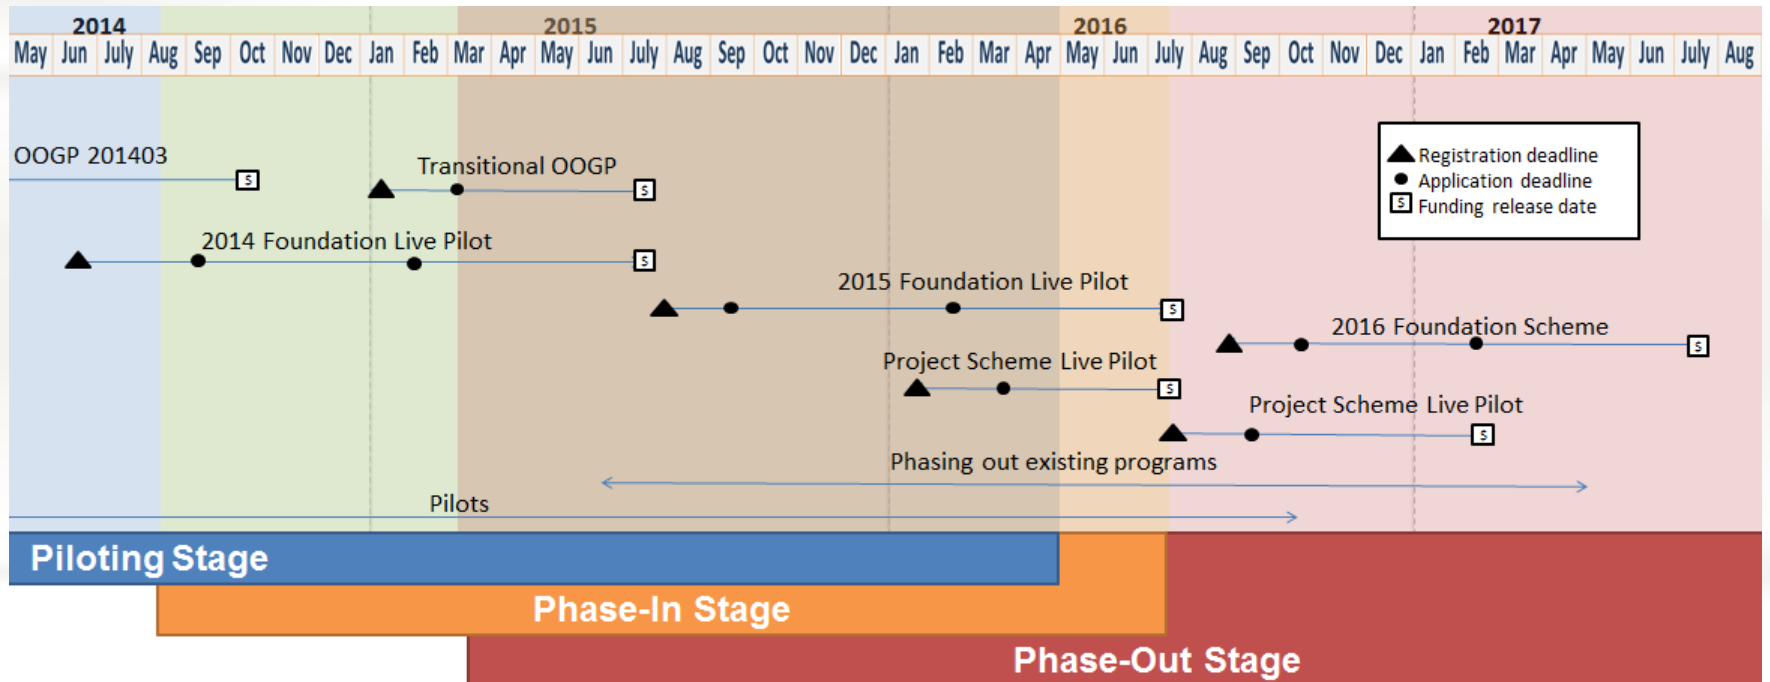 2014 2015 2016 2017
May Jun July Aug Sep Oct Nov Dec Jan Feb Mar Apr May Jun July Aug Sep Oct Nov Dec Jan Feb Mar Apr May Jun July Aug Sep Oct Nov Dec Jan Feb Mar Apr May Jun July Aug
OOGP 201403
$
Transitional OOGP
$
Registration deadline
Application deadline
$ Funding release date
2014 Foundation Live Pilot
$
2015 Foundation Live Pilot
$
2016 Foundation Scheme
$
Project Scheme Live Pilot
$
Project Scheme Live Pilot
$
Phasing out existing programs
Pilots
Piloting Stage
Phase-In Stage
Phase-Out Stage